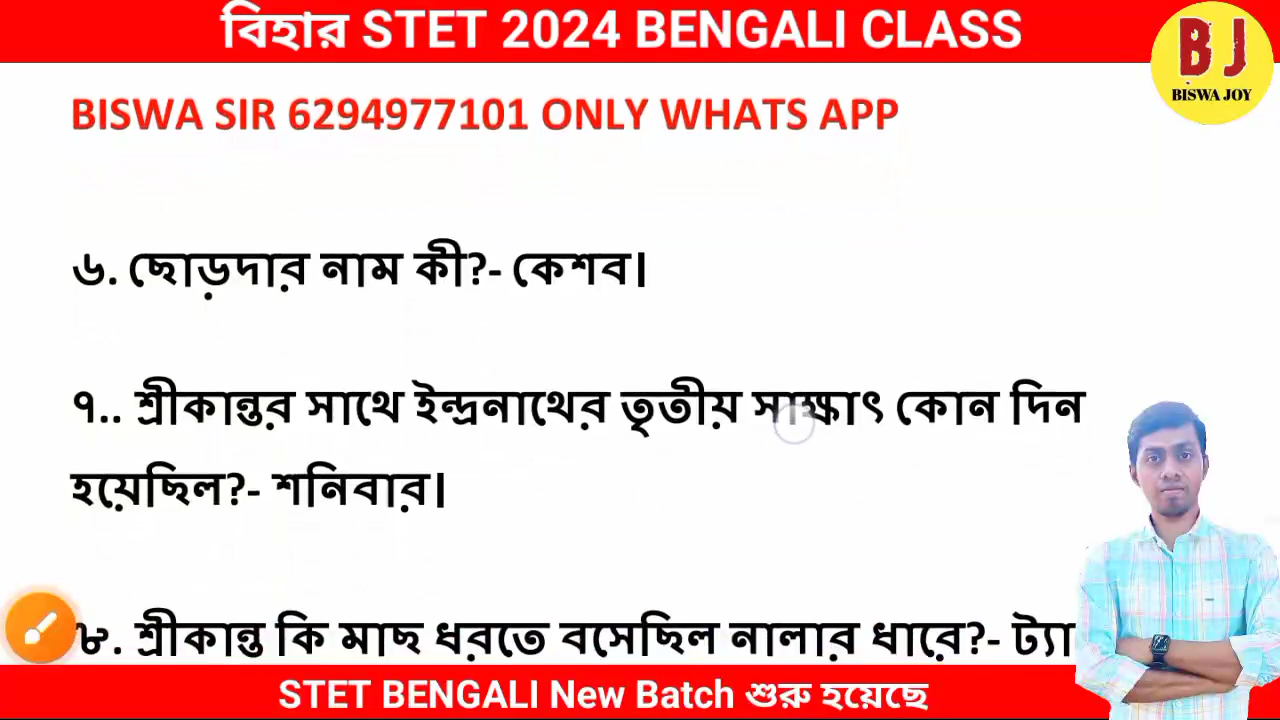 বিহার STET 2024 BENGALI CLASS
B J
BISWA JOY
BISWA SIR 6294977101 ONLY WHATS APP
৬. ছোড়দার নাম কী?- কেশব।
৭.. শ্রীকান্তর সাথে ইন্দ্রনাথের তৃতীয় সাক্ষাৎ কোন দিন
হয়েছিল?- শনিবার।
৮. শ্রীকান্ত কি মাছ ধরতে বসেছিল নালার ধারে?- ট্যা
STET BENGALI New Batch শুরু হয়েছে